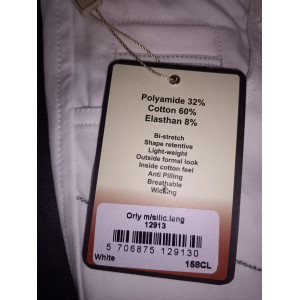 Polyamide 32%
Cotton 60%
Elasthan 8%
Bi-stretch
Shape retentive
Light-weight
Outside formal look
Inside cotton feel
Anti Pilling
Breathable
Wicking
Orly m/silic.lang
12913
5 706875 129130
White 158CL